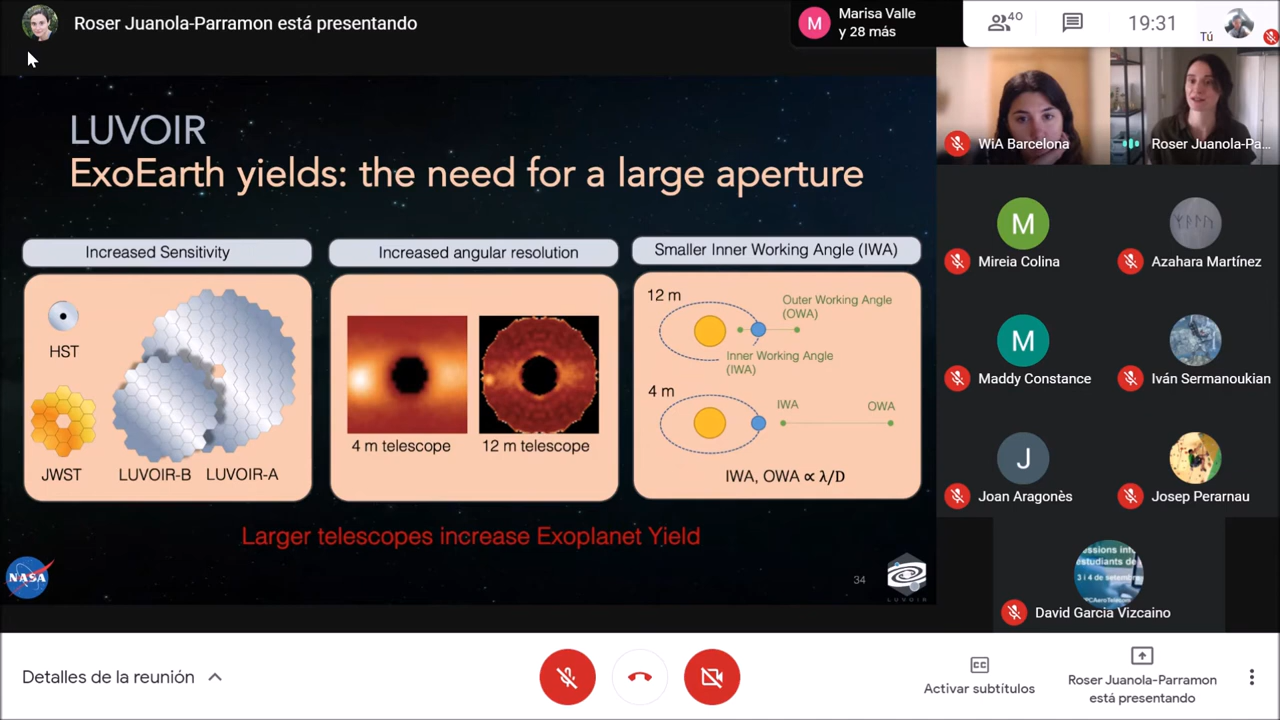 Roser Juanola-Parramon está presentando
M
Marisa Valle
y 28 más
40
19:31
Tú
LUVOIR
ExoEarth yields: the need for a large aperture
Increased Sensitivity
HST
JWST
LUVOIR-B
LUVOIR-A
Increased angular resolution
4 m telescope
12 m telescope
Smaller Inner Working Angle (IWA)
12 m
Outer Working Angle
(OWA)
Inner Working Angle
(IWA)
4 m
IWA
OWA
IWA, OWA ∝ λ/D
Larger telescopes increase Exoplanet Yield
NASA
34
LUVOIR
WiA Barcelona
Roser Juanola-Pa...
M
Mireia Colina
Azahara Martínez
M
Maddy Constance
Iván Sermanoukian
J
Joan Aragonès
Josep Perarnau
3 i 4 de setembre
David Garcia Vizcaino
Detalles de la reunión
Activar subtítulos
Roser Juanola-Parramon
está presentando